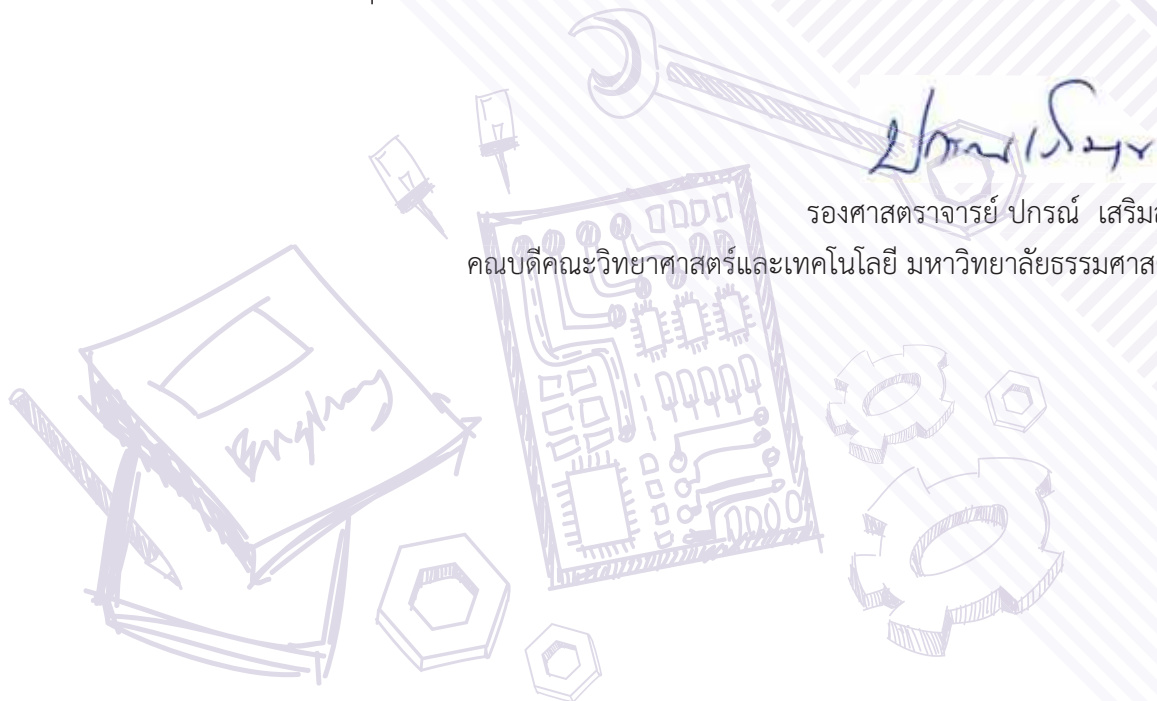 รองศาสตราจารย์ ปกรณ์ เสริม
คณบดีคณะวิทยาศาสตร์และเทคโนโลยี มหาวิทยาลัยธรรมศาส